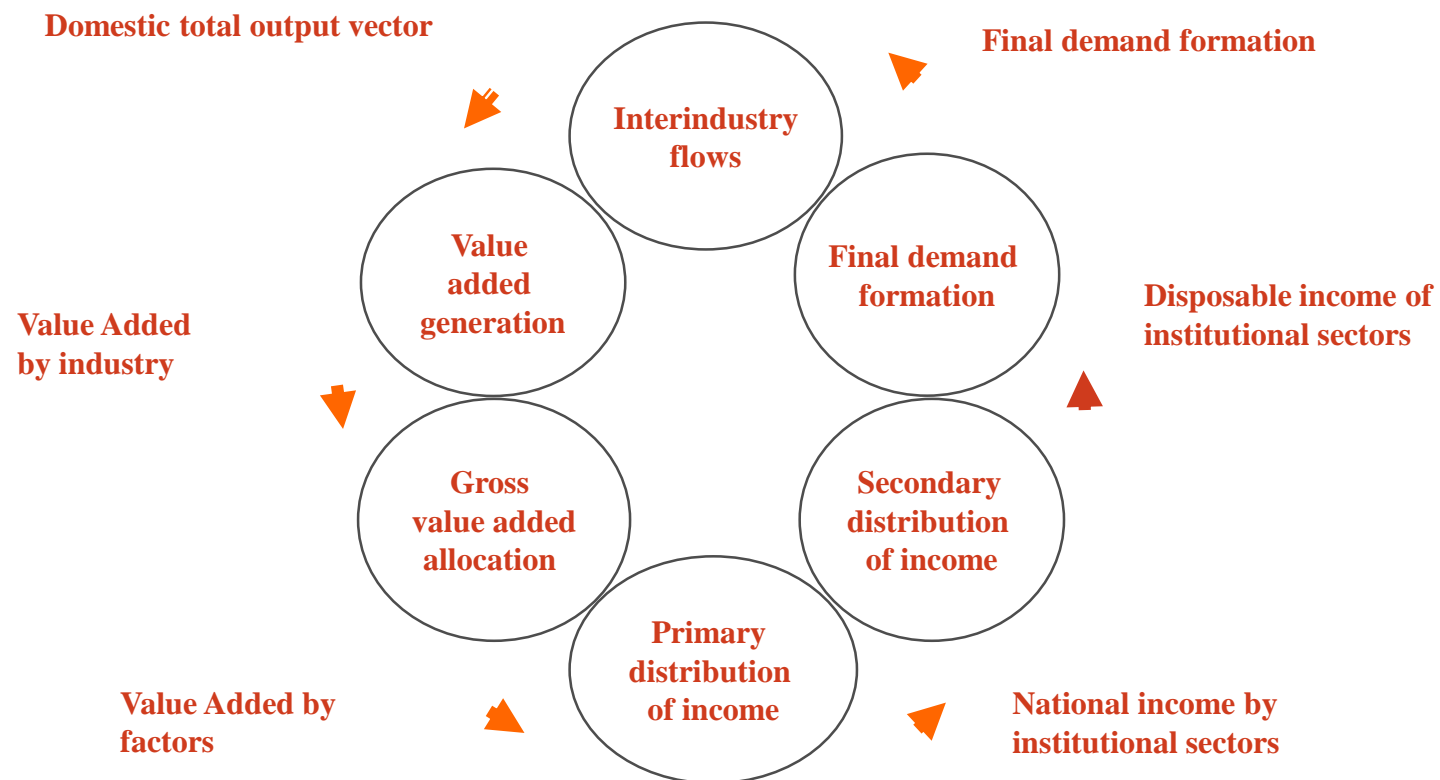 Domestic total output vector
Final demand formation
Interindustry
flows
Value
added
generation
Final demand
formation
Disposable income of
institutional sectors
Value Added
by industry
Gross
value added
allocation
Secondary
distribution
of income
Primary
distribution
of income
Value Added by
factors
National income by
institutional sectors